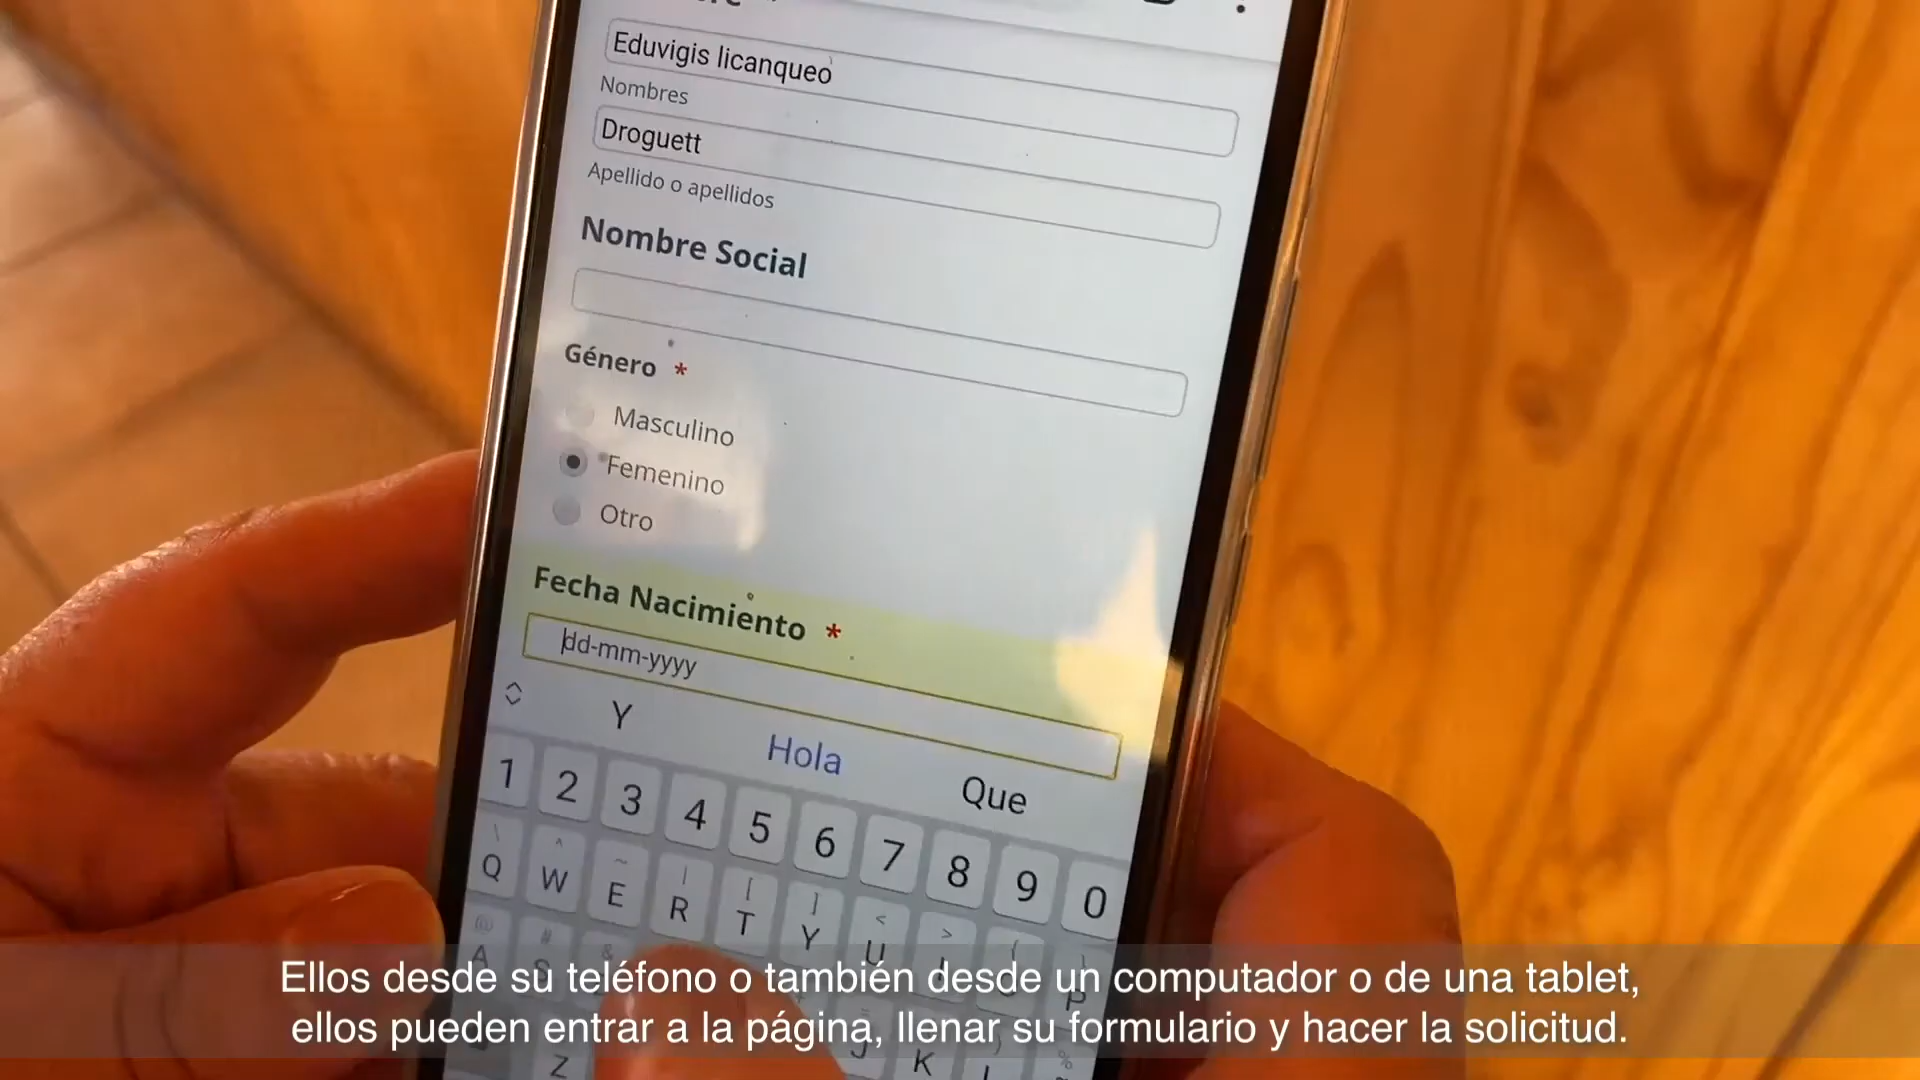 Eduvigis licanqueo
Nombres
Droguett
Apellido o apellidos
Nombre Social
Género *
Masculino
Femenino
Otro
Fecha Nacimiento *
dd-mm-yyyy
Y Hola Que
1 2 3 4 5 6 7 8 9 0
\ ^ ~ | [ ] < > {
Q W E R T Y U
@ # &
A S
P
Z J K
%
Ellos desde su teléfono o también desde un computador o de una tablet,
ellos pueden entrar a la página, llenar su formulario y hacer la solicitud.